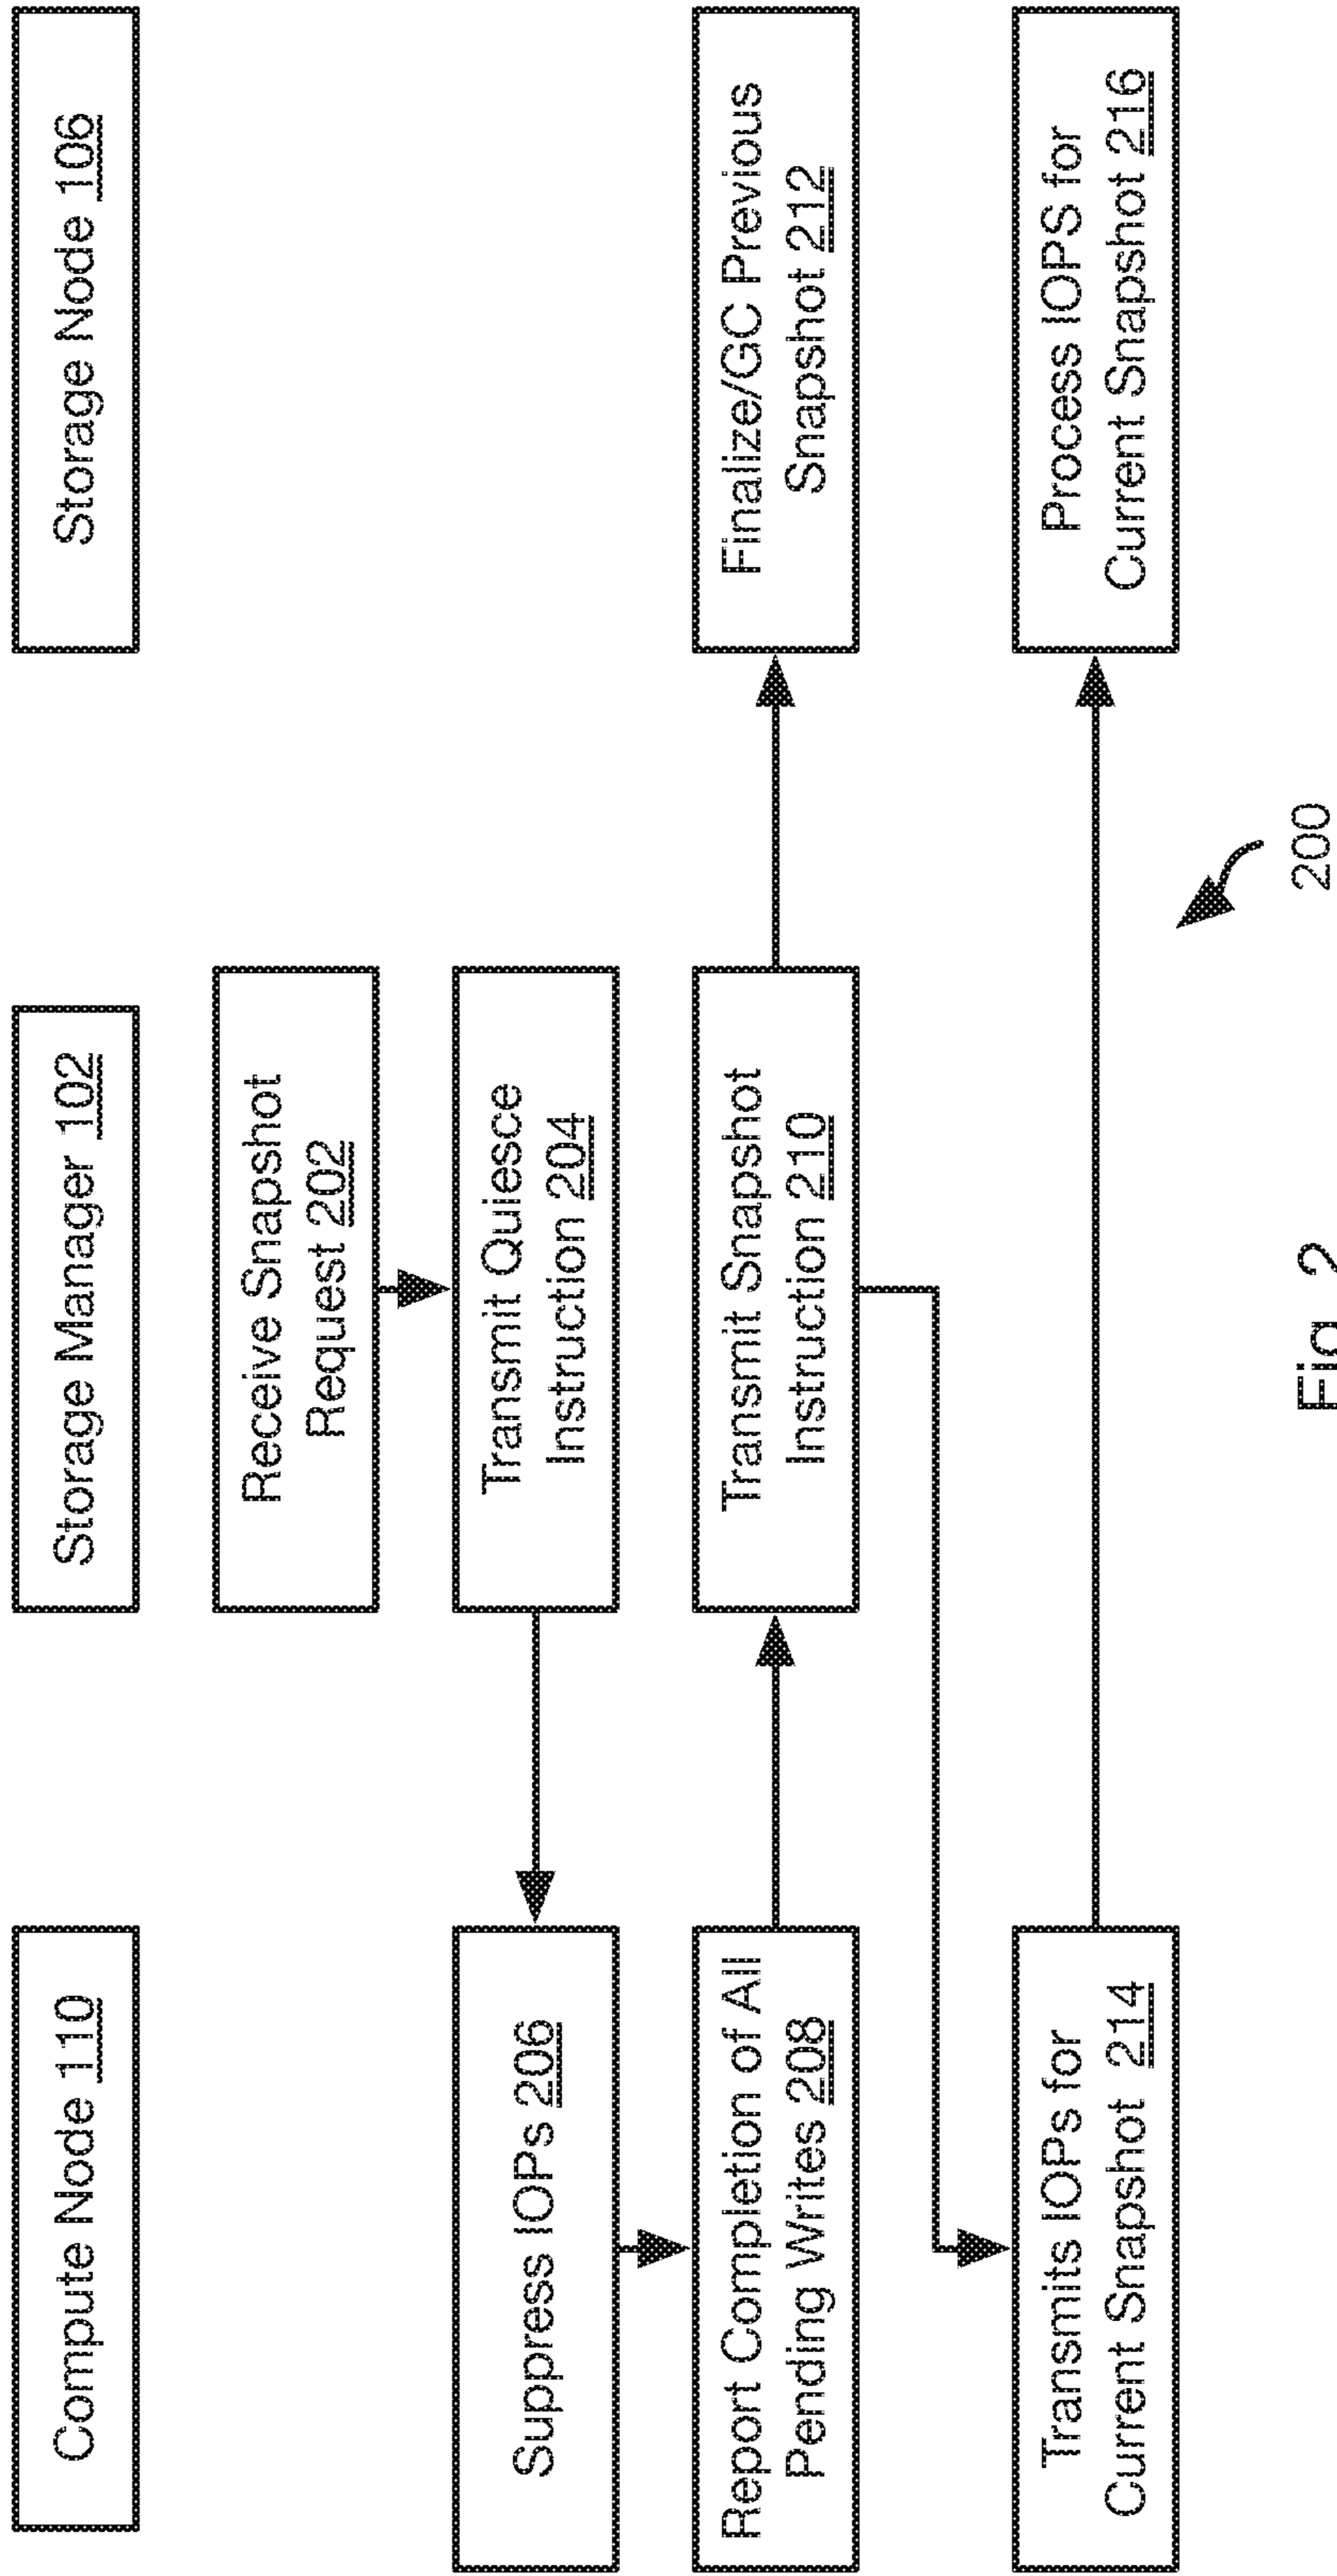 Compute Node 110
Storage Manager 102
Storage Node 106
Receive Snapshot
Request 202
Suppress IOPs 206
Transmit Quiesce
Instruction 204
Report Completion of All
Pending Writes 208
Transmit Snapshot
Instruction 210
Finalize/GC Previous
Snapshot 212
Transmits IOPs for
Current Snapshot 214
Process IOPS for
Current Snapshot 216
200
Fig. 2